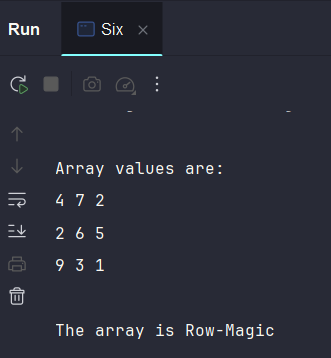 Run
Six
Array values are:
4 7 2
2 6 5
9 3 1
The array is Row-Magic